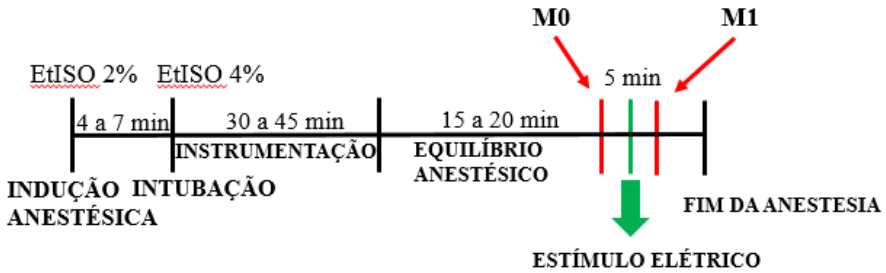 M0
M1
EtISO 2%
EtISO 4%
5 min
4 a 7 min
30 a 45 min
15 a 20 min
INSTRUMENTAÇÃO
EQUILÍBRIO
ANESTÉSICO
INDUÇÃO
ANESTÉSICA
INTUBAÇÃO
FIM DA ANESTESIA
ESTÍMULO ELÉTRICO